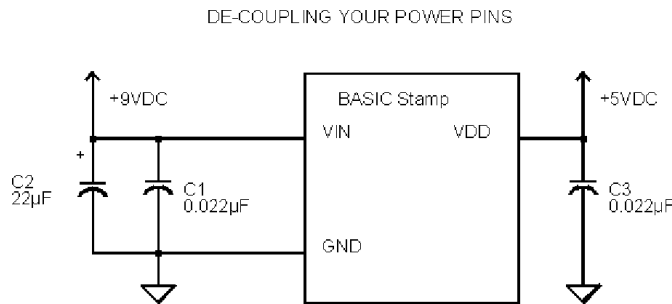 DE-COUPLING YOUR POWER PINS
+9VDC
BASIC Stamp
+5VDC
VIN
VDD
+
C2
22µF
C1
0.022µF
C3
0.022µF
GND